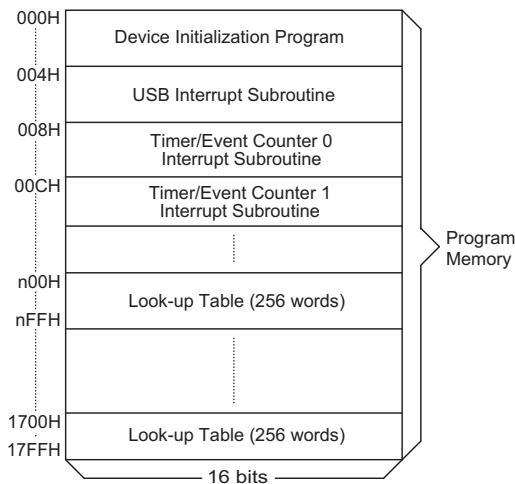 000H
Device Initialization Program
004H
USB Interrupt Subroutine
008H
Timer/Event Counter 0
Interrupt Subroutine
00CH
Timer/Event Counter 1
Interrupt Subroutine
Program
Memory
n00H
Look-up Table (256 words)
nFFH
1700H
Look-up Table (256 words)
17FFH
16 bits